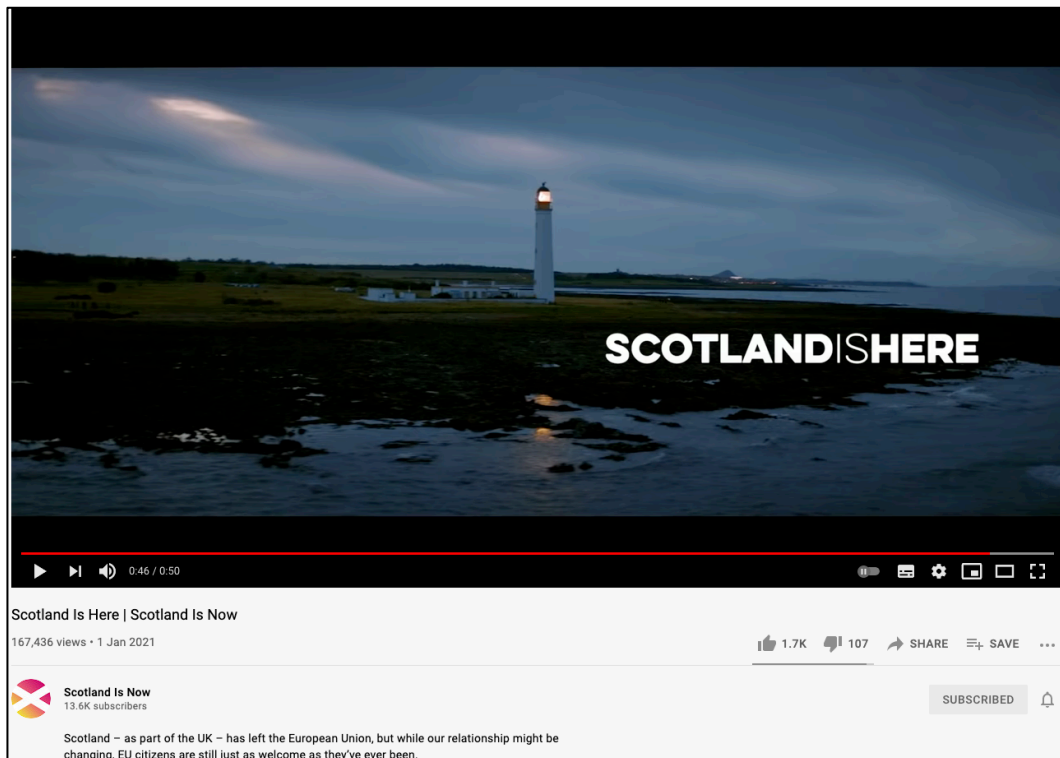 SCOTLANDISHERE
0:46 / 0:50
Scotland Is Here | Scotland Is Now
167,436 views • 1 Jan 2021
1.7K 107 SHARE SAVE
Scotland Is Now
13.6K subscribers
SUBSCRIBED
Scotland – as part of the UK – has left the European Union, but while our relationship might be
changing, EU citizens are still just as welcome as they've ever been.